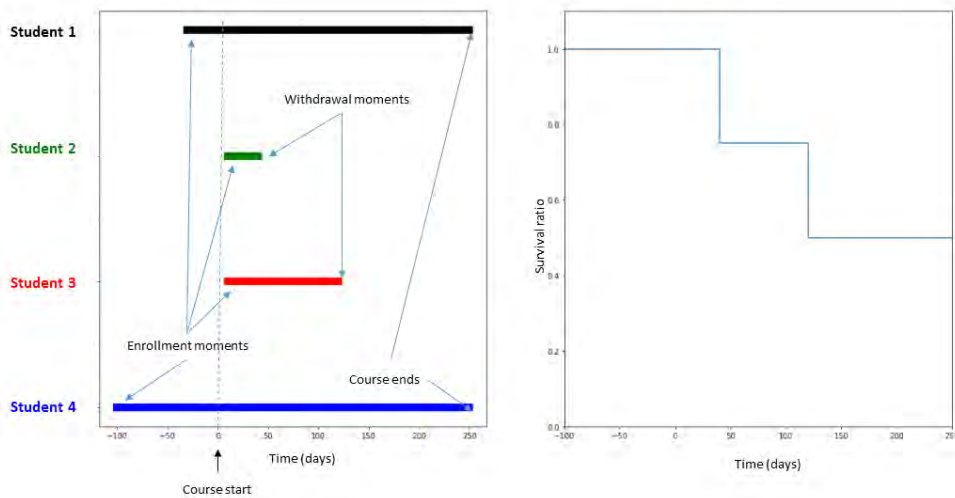 Student 1
Withdrawal moments
Student 2
Student 3
Enrollment moments
Course ends
Student 4
−100 −50 0 50 100 150 200 250
Time (days)
Course start
1.0
0.8
0.6
Survival ratio
0.4
0.2
0.0
−100 −50 0 50 100 150 200 250
Time (days)